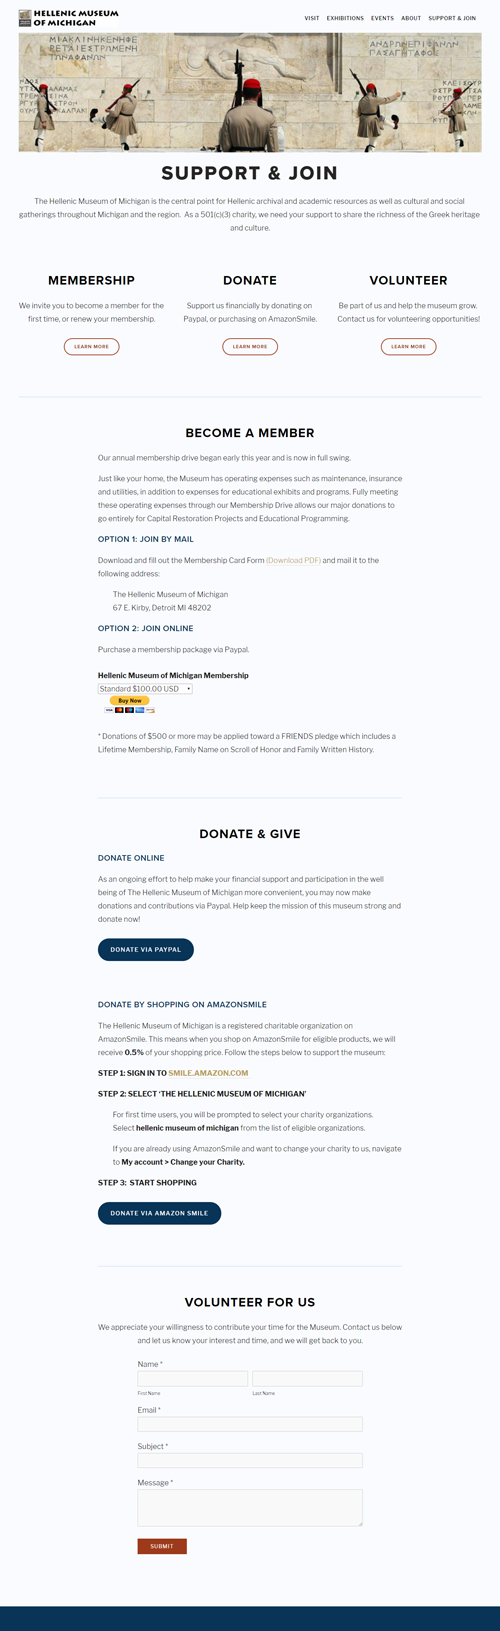 HELLENIC MUSEUM
OF MICHIGAN
VISIT EXHIBITIONS EVENTS ABOUT SUPPORT & JOIN
SUPPORT & JOIN
The Hellenic Museum of Michigan is the central point for Hellenic archival and academic resources as well as cultural and social
gatherings throughout Michigan and the region. As a 501(c)(3) charity, we need your support to share the richness of the Greek heritage
and culture.
MEMBERSHIP
We invite you to become a member for the
first time, or renew your membership.
LEARN MORE
DONATE
Support us financially by donating on
Paypal, or purchasing on AmazonSmile.
LEARN MORE
VOLUNTEER
Be part of us and help the museum grow.
Contact us for volunteering opportunities!
LEARN MORE
BECOME A MEMBER
Our annual membership drive began early this year and is now in full swing.
Just like your home, the Museum has operating expenses such as maintenance, insurance
and utilities, in addition to expenses for educational exhibits and programs. Fully meeting
these operating expenses through our Membership Drive allows our major donations to
go entirely for Capital Restoration Projects and Educational Programming.
OPTION 1: JOIN BY MAIL
Download and fill out the Membership Card Form (Download PDF) and mail it to the
following address:
The Hellenic Museum of Michigan
67 E. Kirby, Detroit MI 48202
OPTION 2: JOIN ONLINE
Purchase a membership package via Paypal.
Hellenic Museum of Michigan Membership
Standard $100.00 USD
Buy Now
* Donations of $500 or more may be applied toward a FRIENDS pledge which includes a
Lifetime Membership, Family Name on Scroll of Honor and Family Written History.
DONATE & GIVE
DONATE ONLINE
As an ongoing effort to help make your financial support and participation in the well
being of The Hellenic Museum of Michigan more convenient, you may now make
donations and contributions via Paypal. Help keep the mission of this museum strong and
donate now!
DONATE VIA PAYPAL
DONATE BY SHOPPING ON AMAZONSMILE
The Hellenic Museum of Michigan is a registered charitable organization on
AmazonSmile. This means when you shop on AmazonSmile for eligible products, we will
receive 0.5% of your shopping price. Follow the steps below to support the museum:
STEP 1: SIGN IN TO SMILE.AMAZON.COM
STEP 2: SELECT 'THE HELLENIC MUSEUM OF MICHIGAN'
For first time users, you will be prompted to select your charity organizations.
Select hellenic museum of michigan from the list of eligible organizations.
If you are already using AmazonSmile and want to change your charity to us, navigate
to My account > Change your Charity.
STEP 3: START SHOPPING
DONATE VIA AMAZON SMILE
VOLUNTEER FOR US
We appreciate your willingness to contribute your time for the Museum. Contact us below
and let us know your interest and time, and we will get back to you.
Name *
First Name Last Name
Email *
Subject *
Message *
SUBMIT